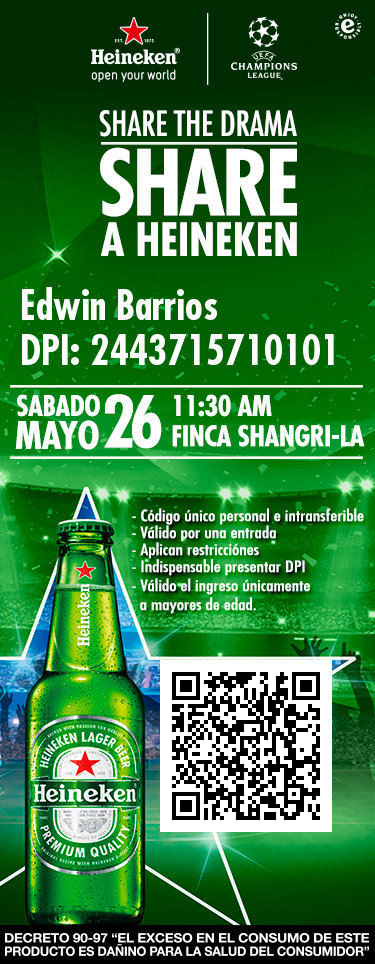 EST. 1873
Heineken®
open your world
UEFA
CHAMPIONS
LEAGUE®
ENJOY RESPONSIBLY
SHARE THE DRAMA
SHARE
A HEINEKEN
Edwin Barrios
DPI: 2443715710101
SABADO
MAYO 26
11:30 AM
FINCA SHANGRI-LA
- Código único personal e intransferible
- Válido por una entrada
- Aplican restricciónes
- Indispensable presentar DPI
- Válido el ingreso únicamente
a mayores de edad.
Heineken
HEINEKEN LAGER BEER
Heineken®
PREMIUM QUALITY
DECRETO 90-97 “EL EXCESO EN EL CONSUMO DE ESTE
PRODUCTO ES DAÑINO PARA LA SALUD DEL CONSUMIDOR”